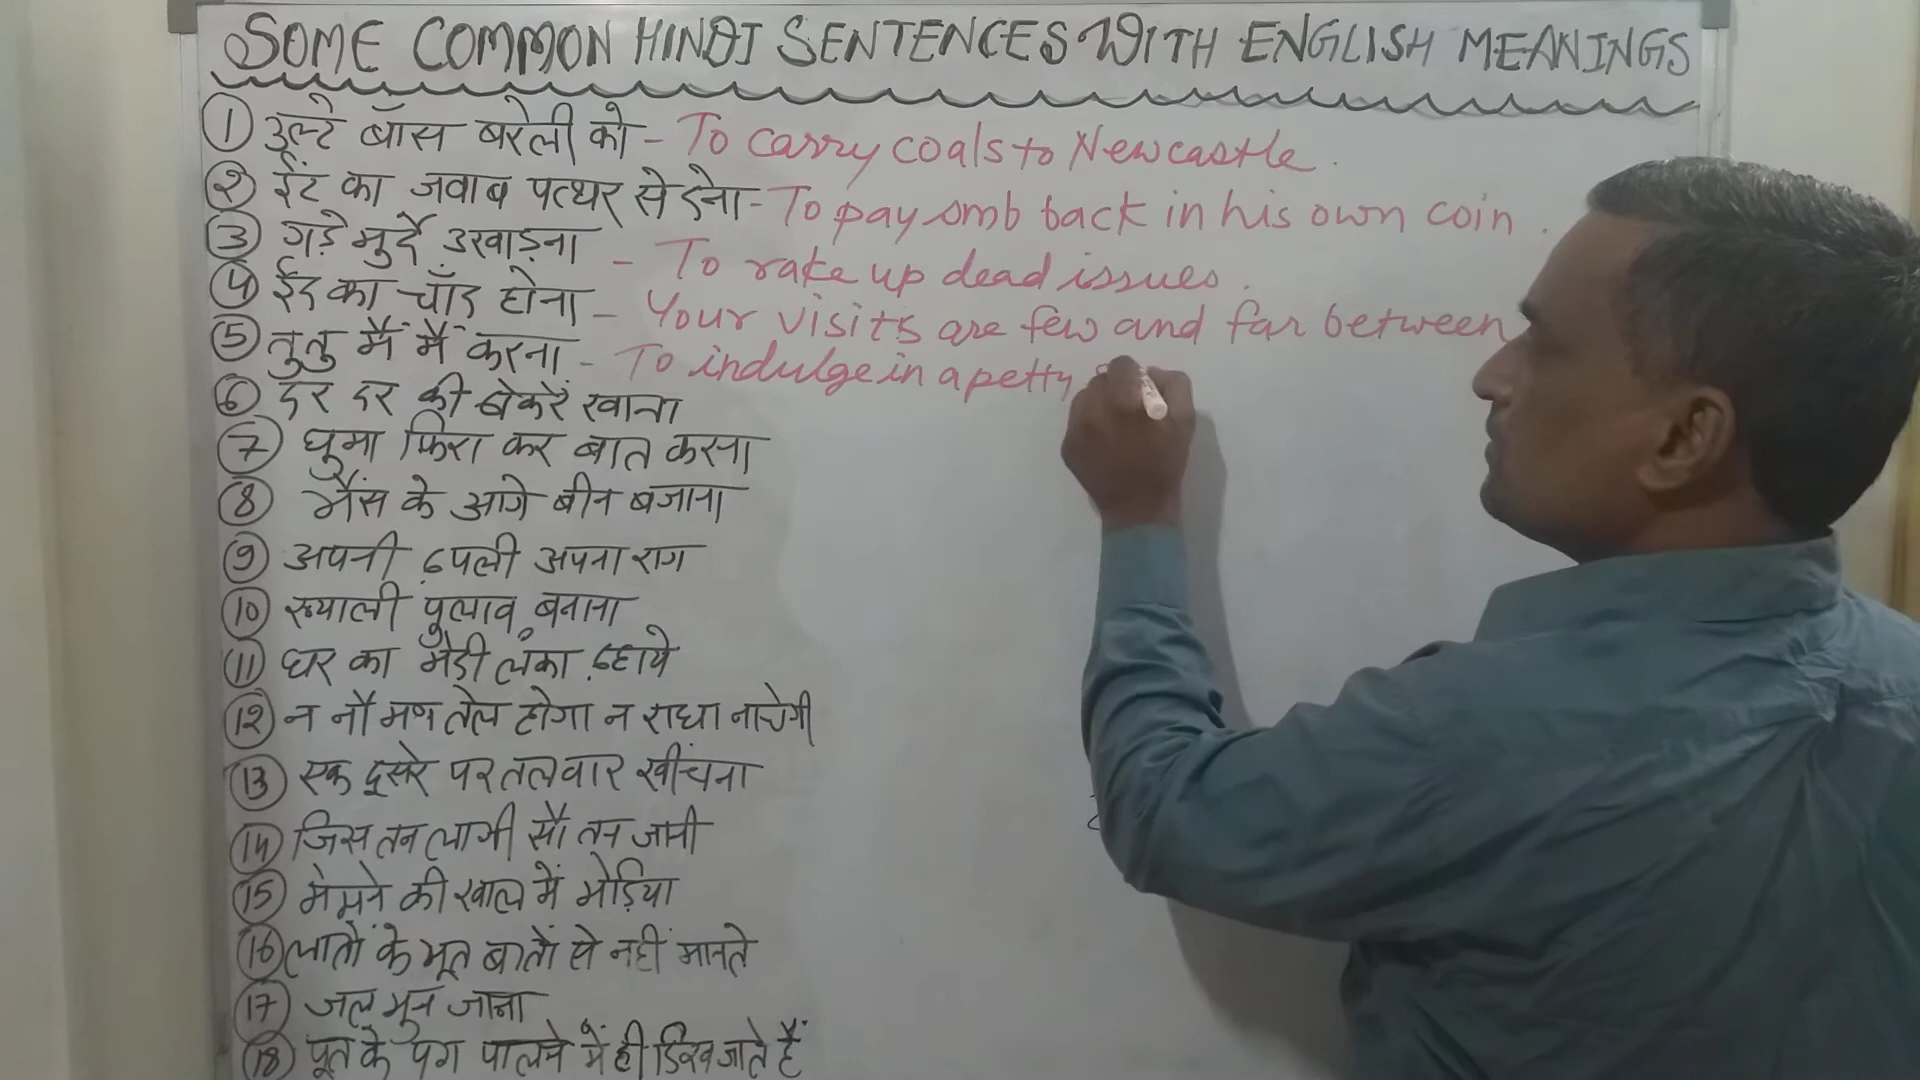 SOME COMMON HINDI SENTENCES WITH ENGLISH MEANINGS
1 उल्टे बाँस बरेली को - To carry coals to Newcastle.
2 ईंट का जवाब पत्थर से देना - To pay smb back in his own coin.
3 गड़े मुर्दे उखाड़ना - To rake up dead issues.
4 ईद का चाँद होना - Your visits are few and far between
5 तुतु मैं मैं करना - To indulge in a petty
6 दर दर की ठोकरें खाना
7 घुमा फिरा कर बात करना
8 भैंस के आगे बीन बजाना
9 अपनी ढपली अपना राग
10 ख्याली पुलाव बनाना
11 घर का भेदी लंका ढहाये
12 न नौ मण तेल होगा न राधा नाचेगी
13 एक दूसरे पर तलवार खींचना
14 जिस तन लागी सौ तन जानी
15 मेमने की खाल में भेड़िया
16 लातों के भूत बातों से नहीं मानते
17 जल भुन जाना
18 पूत के पग पालने में ही दिख जाते हैं